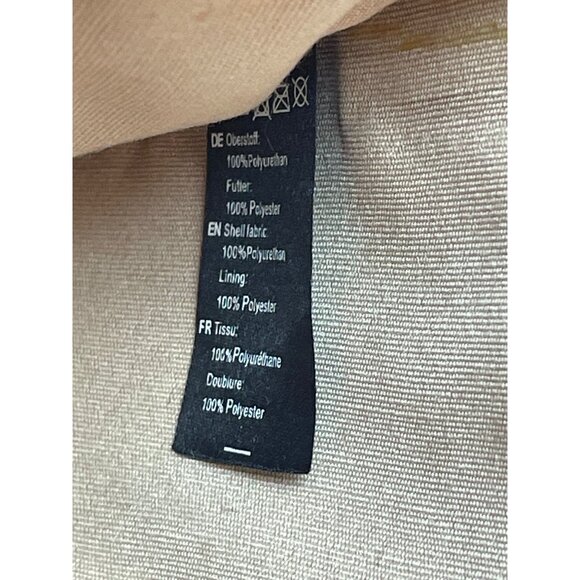 DE Oberstoff:
100% Polyurethan
Futter:
100% Polyester
EN Shell fabric:
100% Polyurethan
Lining:
100% Polyester
FR Tissu:
100% Polyuréthane
Doublure:
100% Polyester